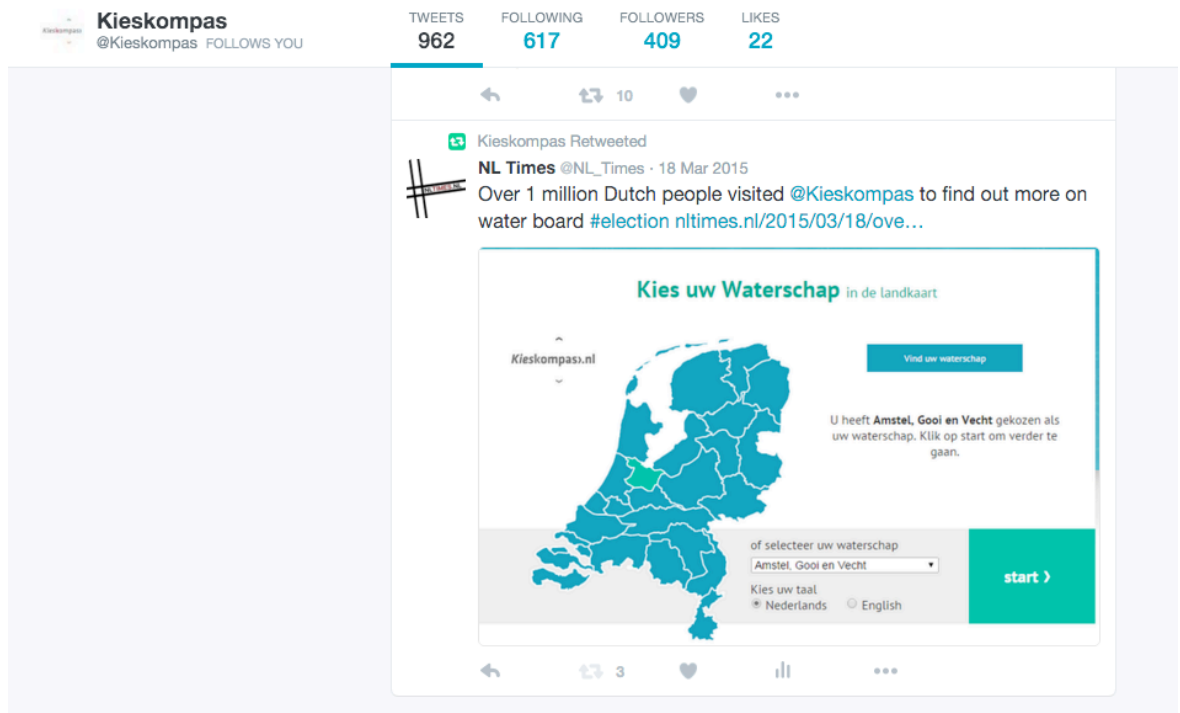 Kieskompas
Kieskompas
@Kieskompas FOLLOWS YOU
TWEETS FOLLOWING FOLLOWERS LIKES
962 617 409 22
10
Kieskompas Retweeted
NL Times @NL_Times · 18 Mar 2015
NLTIMES.NL
Over 1 million Dutch people visited @Kieskompas to find out more on
water board #election nltimes.nl/2015/03/18/ove…
Kies uw Waterschap in de landkaart
Kieskompas.nl
Vind uw waterschap
U heeft Amstel, Gooi en Vecht gekozen als
uw waterschap. Klik op start om verder te
gaan.
of selecteer uw waterschap
Amstel, Gooi en Vecht
Kies uw taal
Nederlands English
start
3